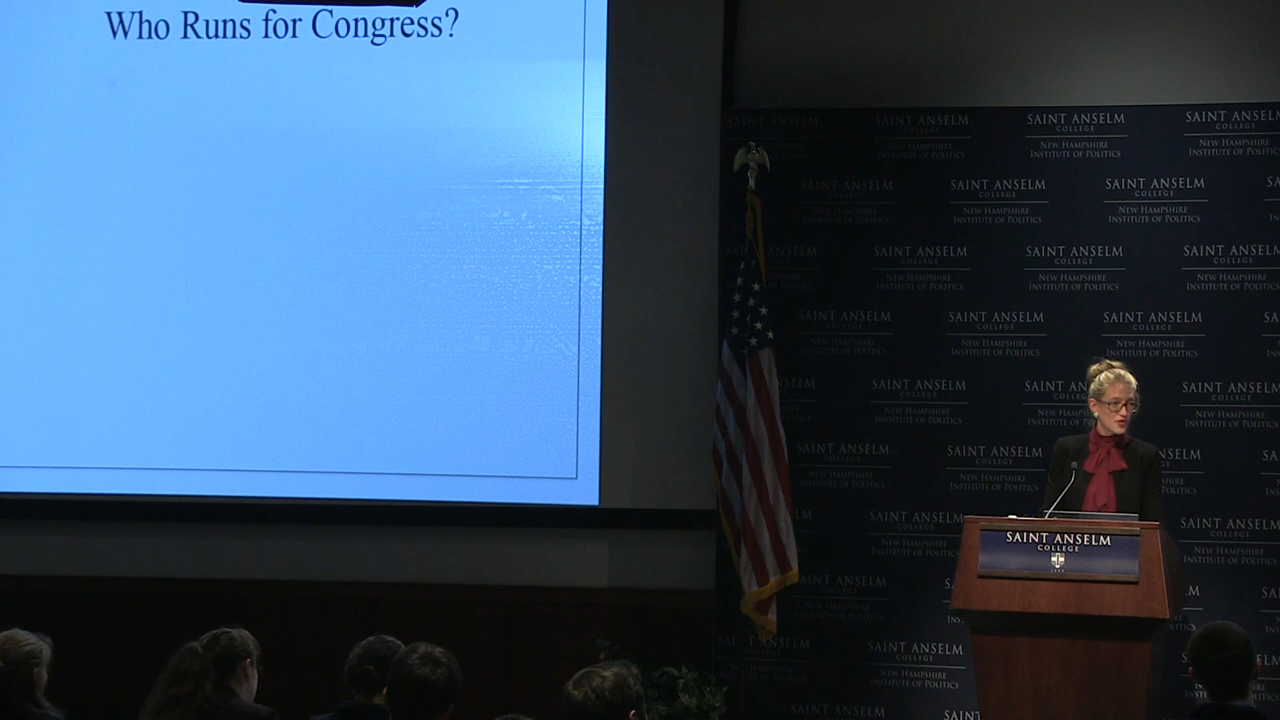 Who Runs for Congress?
SAINT ANSELM
COLLEGE
NEW HAMPSHIRE
INSTITUTE OF POLITICS
SAINT ANSELM
COLLEGE